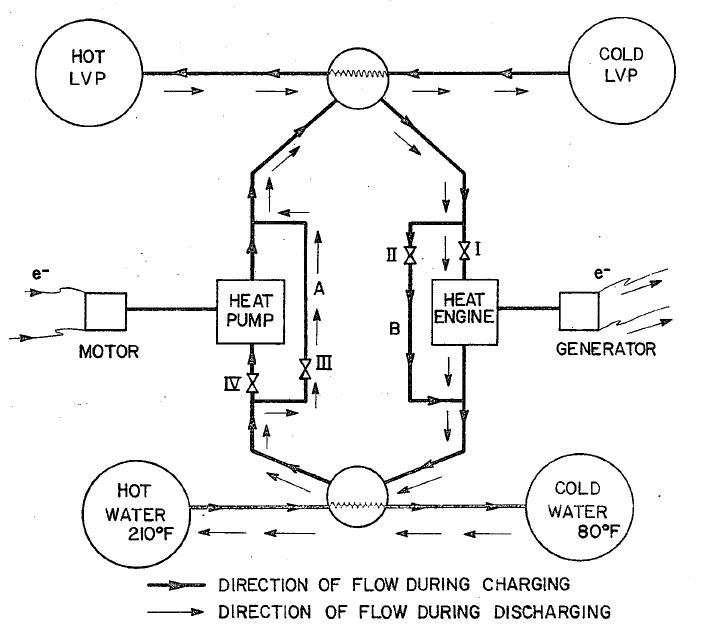 HOT
LVP
COLD
LVP
e-
II
I
e-
A
HEAT
PUMP
B
HEAT
ENGINE
MOTOR
GENERATOR
IV
III
HOT
WATER
210°F
COLD
WATER
80°F
DIRECTION OF FLOW DURING CHARGING
DIRECTION OF FLOW DURING DISCHARGING